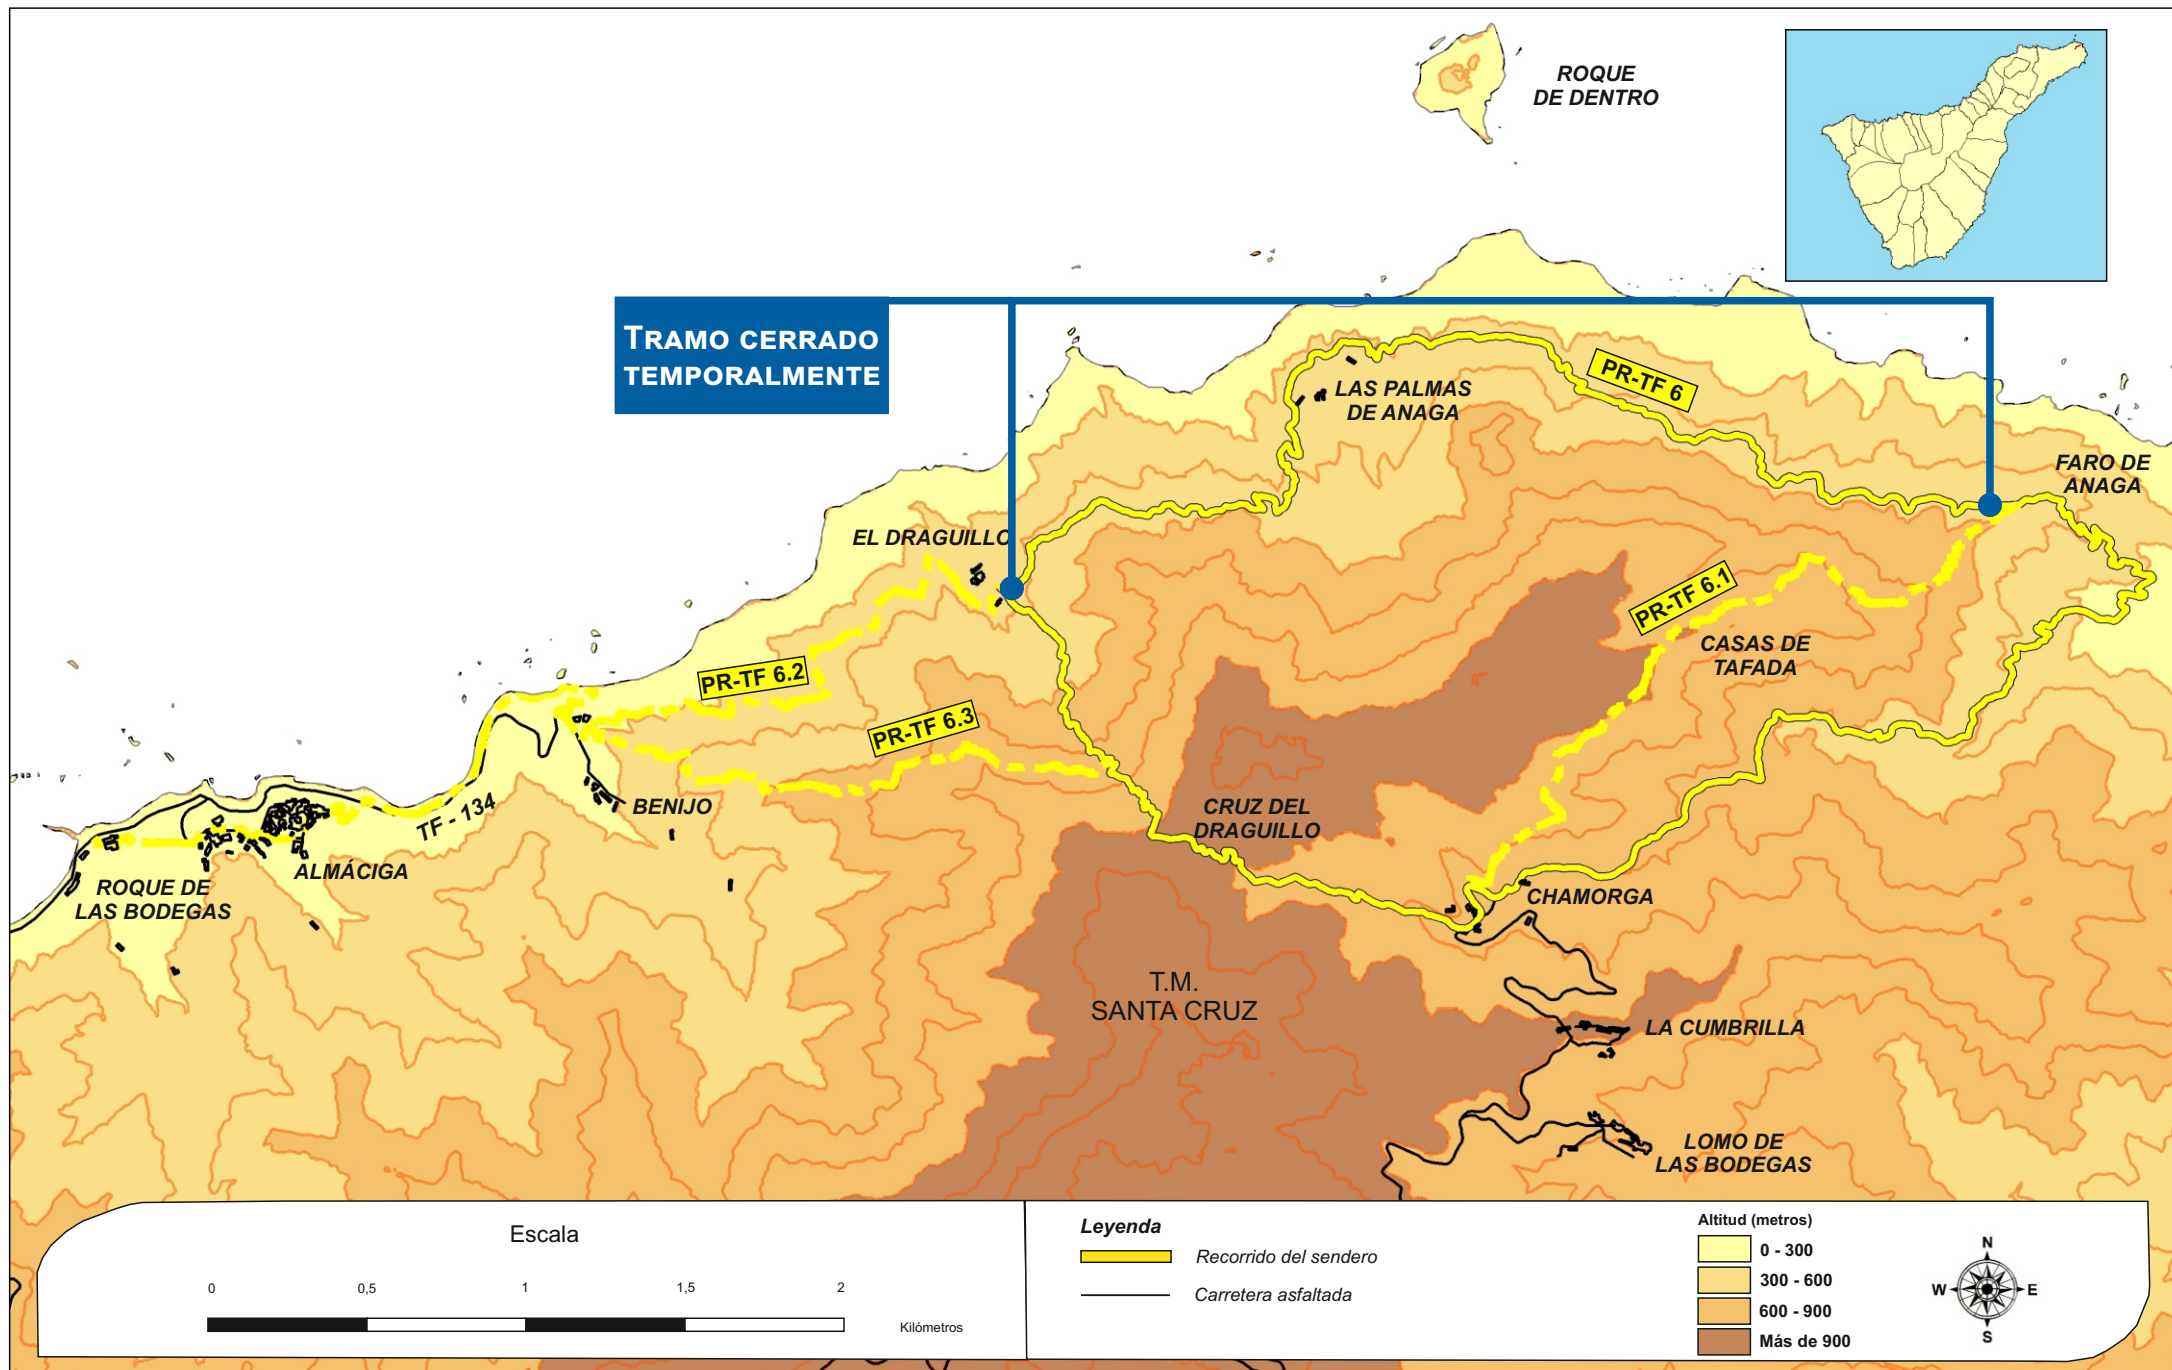 ROQUE
DE DENTRO
TRAMO CERRADO
TEMPORALMENTE
PR-TF 6
LAS PALMAS
DE ANAGA
FARO DE
ANAGA
EL DRAGUILLO
PR-TF 6.1
CASAS DE
TAFADA
PR-TF 6.2
PR-TF 6.3
BENIJO
TF - 134
CRUZ DEL
DRAGUILLO
ALMÁCIGA
ROQUE DE
LAS BODEGAS
CHAMORGA
T.M.
SANTA CRUZ
LA CUMBRILLA
LOMO DE
LAS BODEGAS
Escala
0 0,5 1 1,5 2
Kilómetros
Leyenda
Recorrido del sendero
Carretera asfaltada
Altitud (metros)
0 - 300
300 - 600
600 - 900
Más de 900
N
W E
S